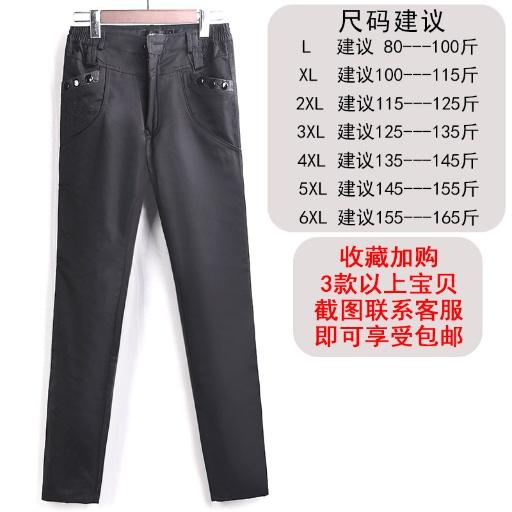 尺码建议
L 建议 80---100斤
XL 建议100---115斤
2XL 建议115---125斤
3XL 建议125---135斤
4XL 建议135---145斤
5XL 建议145---155斤
6XL 建议155---165斤
收藏加购
3款以上宝贝
截图联系客服
即可享受包邮